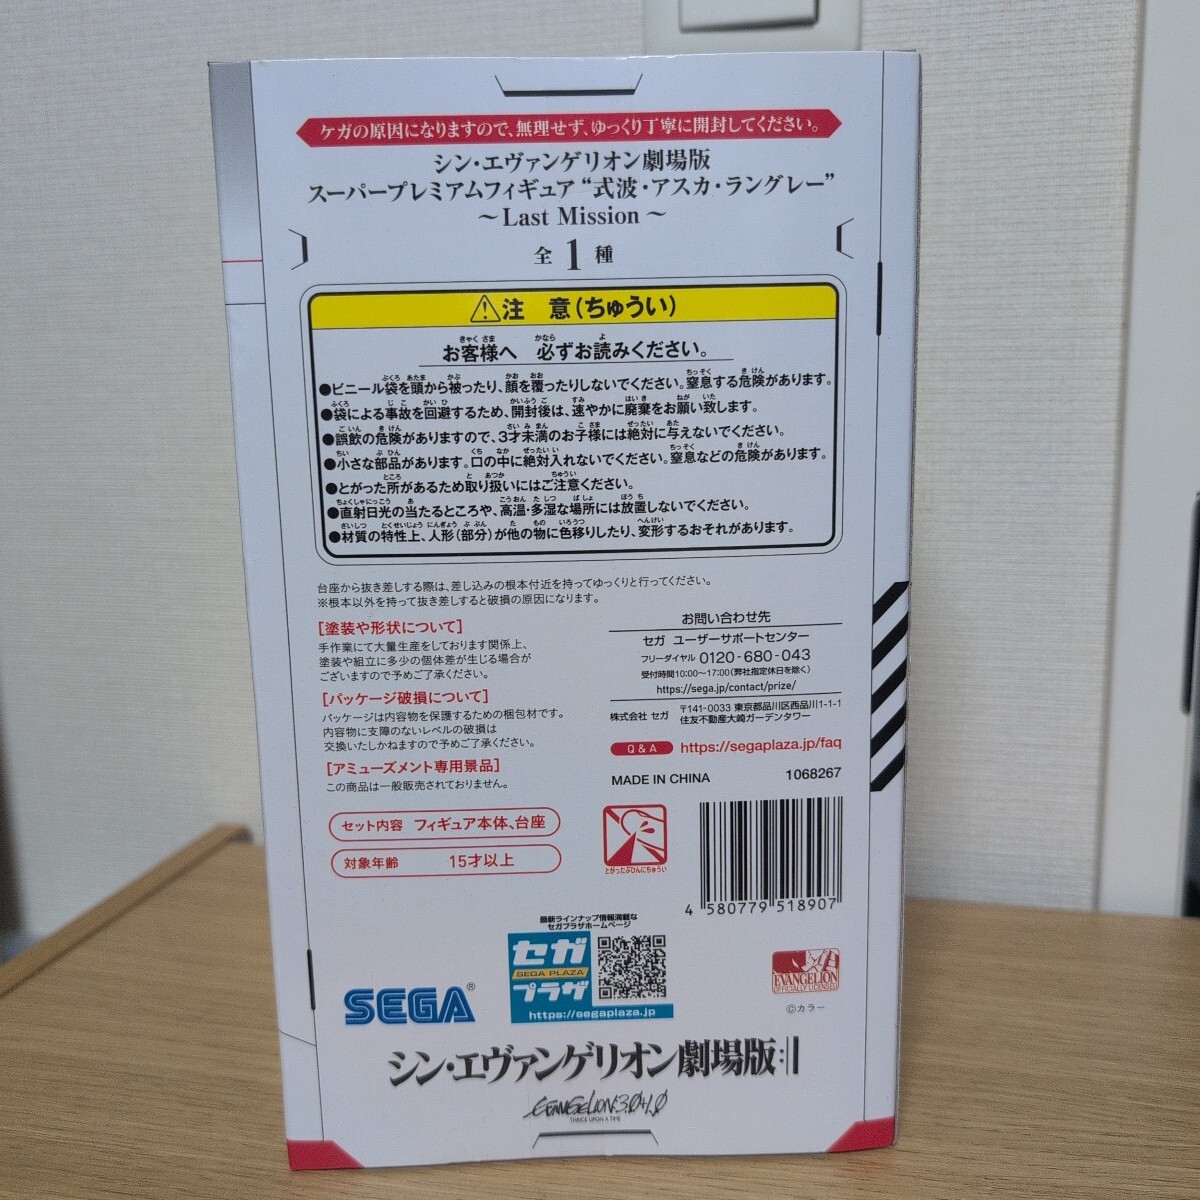 ケガの原因になりますので、無理せず、ゆっくり丁寧に開封してください。
シン・エヴァンゲリオン劇場版
スーパープレミアムフィギュア“式波・アスカ・ラングレー”
～Last Mission～
全1種
注 意(ちゅうい)
お客様へ 必ずお読みください。
●ビニール袋を頭から被ったり、顔を覆ったりしないでください。窒息する危険があります。
●袋による事故を回避するため、開封後は、速やかに廃棄をお願い致します。
●誤飲の危険がありますので、3才未満のお子様には絶対に与えないでください。
●小さな部品があります。口の中に絶対入れないでください。窒息などの危険があります。
●とがった所があるため取り扱いにはご注意ください。
●直射日光の当たるところや、高温・多湿な場所には放置しないでください。
●材質の特性上、人形(部分)が他の物に色移りしたり、変形するおそれがあります。
台座から抜き差しする際は、差し込みの根本付近を持ってゆっくりと行ってください。
※根本以外を持って抜き差しすると破損の原因になります。
[塗装や形状について]
手作業にて大量生産をしております関係上、
塗装や組立に多少の個体差が生じる場合が
ございますので予めご了承ください。
[パッケージ破損について]
パッケージは内容物を保護するための梱包材です。
内容物に支障のないレベルの破損は
交換いたしかねますので予めご了承ください。
[アミューズメント専用景品]
この商品は一般販売されておりません。
セット内容 フィギュア本体、台座
対象年齢 15才以上
お問い合わせ先
セガ ユーザーサポートセンター
フリーダイヤル 0120-680-043
受付時間10:00～17:00(弊社指定休日を除く)
https://sega.jp/contact/prize/
株式会社 セガ 〒141-0033 東京都品川区西品川1-1-1
住友不動産大崎ガーデンタワー
Q&A https://segaplaza.jp/faq
MADE IN CHINA 1068267
とがったぶひんにちゅうい
4 580779 518907
最新ラインナップ情報満載な
セガプラザホームページ
セガ
SEGA PLAZA
プラザ
https://segaplaza.jp
SEGA®
EVANGELION
OFFICIALLY LICENSED
©カラー
シン・エヴァンゲリオン劇場版:||
EVANGELION:3.0+1.0
THRICE UPON A TIME